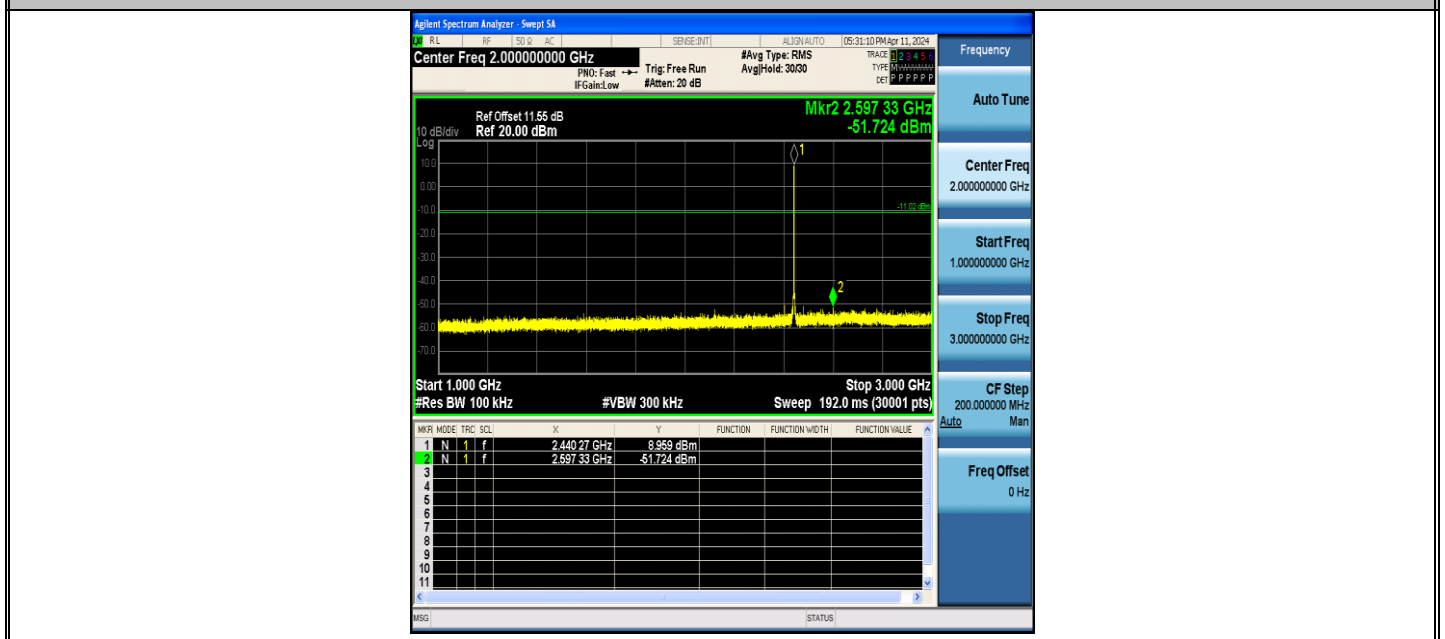 Agilent Spectrum Analyzer - Swept SA
RL RF 50 Ω AC SENSE:INT ALIGN AUTO 05:31:10 PM Apr 11, 2024
Center Freq 2.000000000 GHz
PNO: Fast
IFGain:Low
Trig: Free Run
#Atten: 20 dB
#Avg Type: RMS
Avg|Hold: 30/30
TRACE 1 2 3 4 5 6
TYPE M
DET P P P P P P
Mkr2 2.597 33 GHz
-51.724 dBm
Ref Offset 11.55 dB
10 dB/div Ref 20.00 dBm
Log
10.0
0.00
-10.0
-20.0
-30.0
-40.0
-50.0
-60.0
-70.0
1
-11.02 dBm
2
Start 1.000 GHz Stop 3.000 GHz
#Res BW 100 kHz #VBW 300 kHz Sweep 192.0 ms (30001 pts)
MKR MODE TRC SCL X Y FUNCTION FUNCTION WIDTH FUNCTION VALUE
1 N 1 f 2.440 27 GHz 8.959 dBm
2 N 1 f 2.597 33 GHz -51.724 dBm
3
4
5
6
7
8
9
10
11
MSG STATUS
Frequency
Auto Tune
Center Freq
2.000000000 GHz
Start Freq
1.000000000 GHz
Stop Freq
3.000000000 GHz
CF Step
200.000000 MHz
Auto Man
Freq Offset
0 Hz